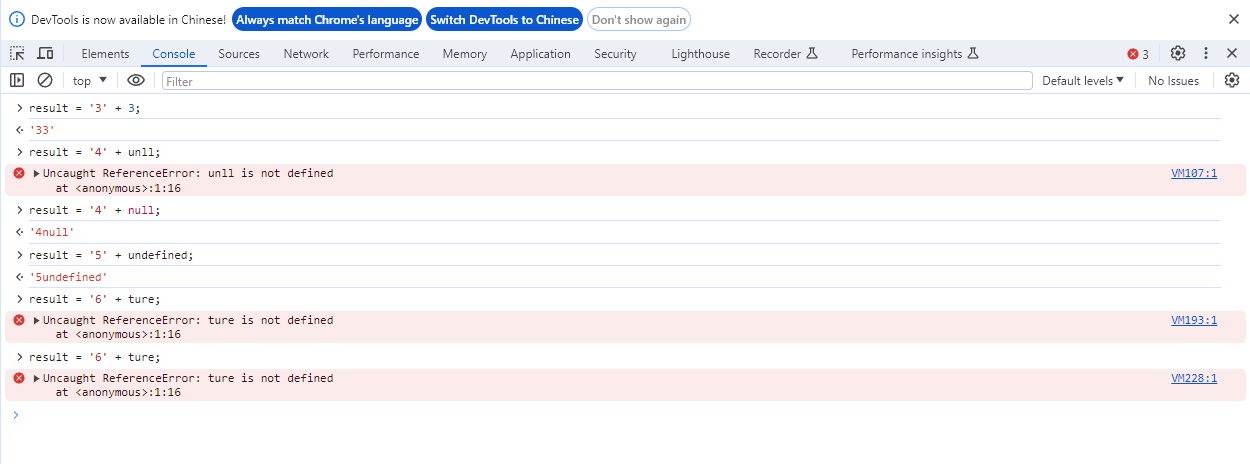 DevTools is now available in Chinese! Always match Chrome's language Switch DevTools to Chinese Don't show again
Elements Console Sources Network Performance Memory Application Security Lighthouse Recorder Performance insights 3
top Filter Default levels No Issues
result = '3' + 3;
'33'
result = '4' + unll;
Uncaught ReferenceError: unll is not defined VM107:1
at <anonymous>:1:16
result = '4' + null;
'4null'
result = '5' + undefined;
'5undefined'
result = '6' + ture;
Uncaught ReferenceError: ture is not defined VM193:1
at <anonymous>:1:16
result = '6' + ture;
Uncaught ReferenceError: ture is not defined VM228:1
at <anonymous>:1:16